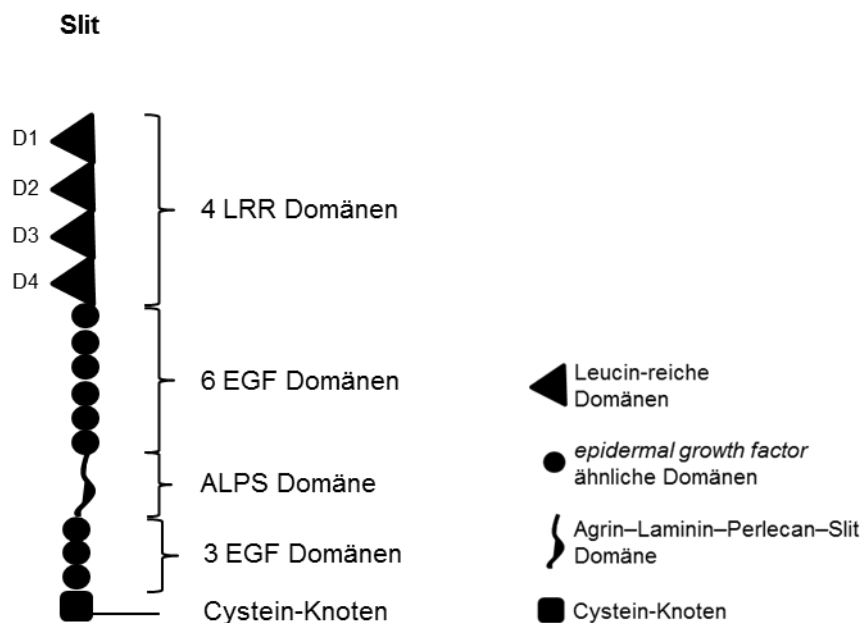 Slit
D1
D2
D3
D4
4 LRR Domänen
6 EGF Domänen
ALPS Domäne
3 EGF Domänen
Cystein-Knoten
Leucin-reiche
Domänen
epidermal growth factor
ähnliche Domänen
Agrin–Laminin–Perlecan–Slit
Domäne
Cystein-Knoten